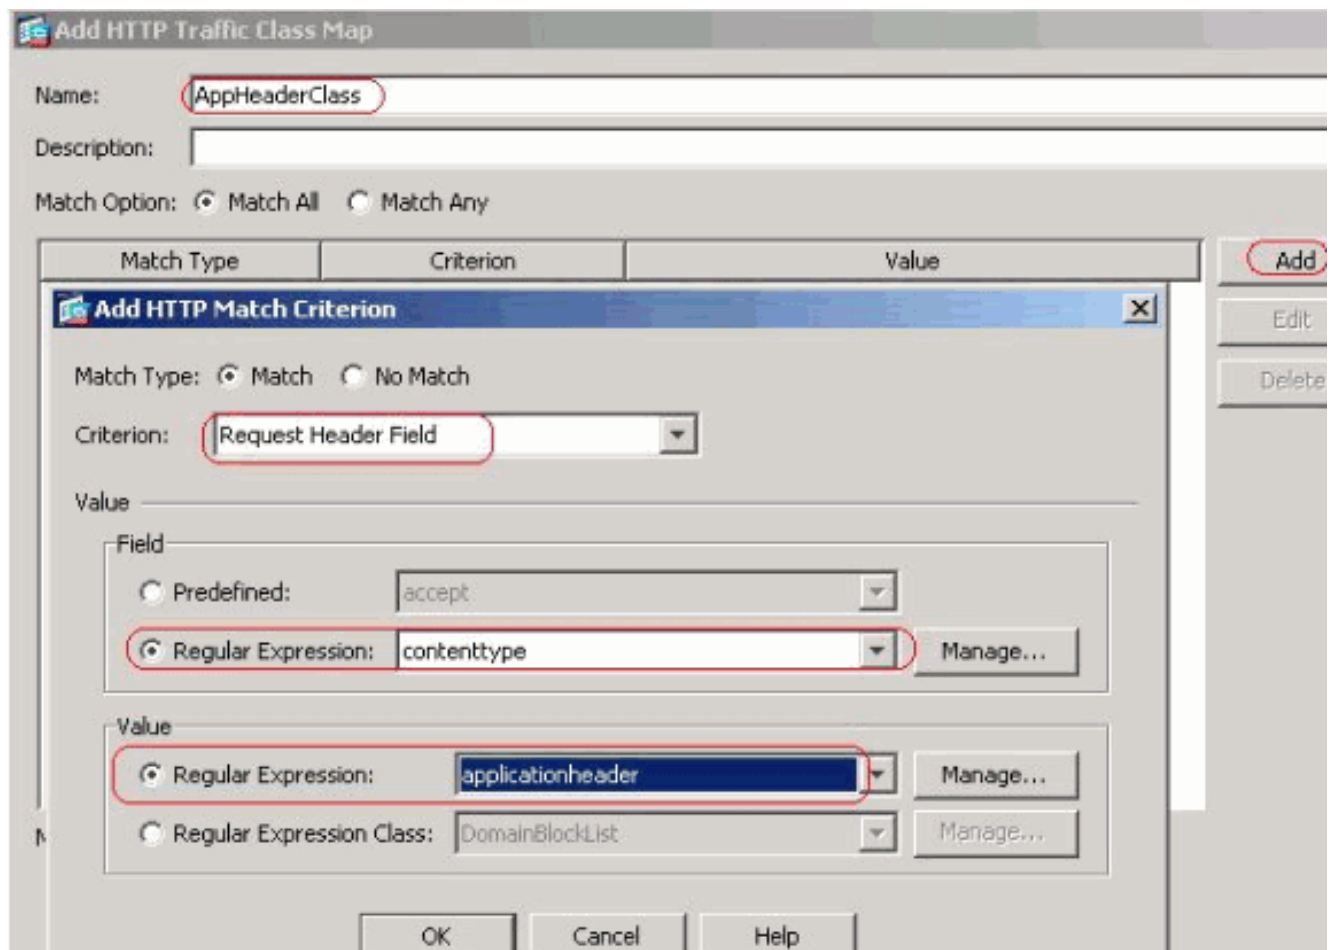 Add HTTP Traffic Class Map
Name: AppHeaderClass
Description:
Match Option: Match All Match Any
Match Type Criterion Value Add
Add HTTP Match Criterion
Edit
Match Type: Match No Match
Delete
Criterion: Request Header Field
Value
Field
Predefined: accept
Regular Expression: contenttype Manage...
Value
Regular Expression: applicationheader Manage...
Regular Expression Class: DomainBlockList Manage...
OK Cancel Help